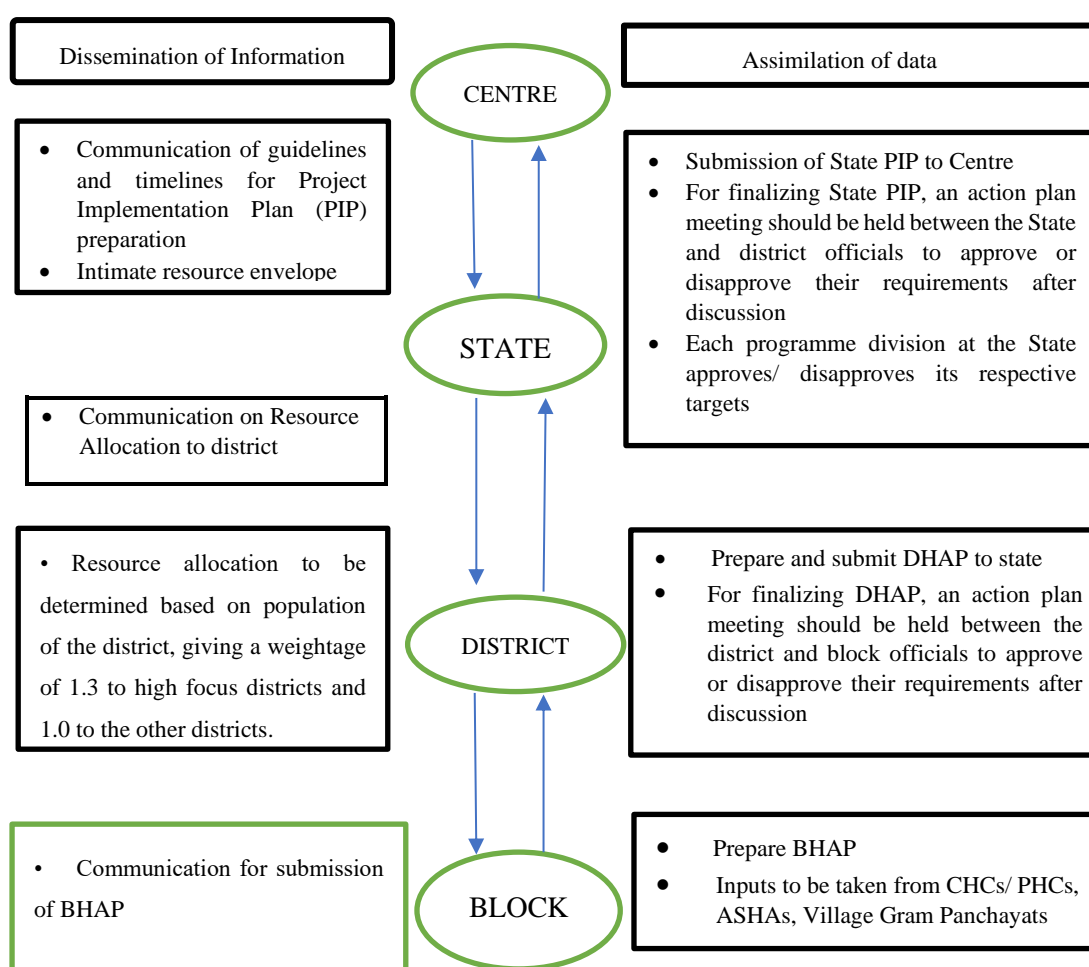 Dissemination of Information
CENTRE
Assimilation of data
• Communication of guidelines
and timelines for Project
Implementation Plan (PIP)
preparation
• Intimate resource envelope
• Submission of State PIP to Centre
• For finalizing State PIP, an action plan
meeting should be held between the State
and district officials to approve or
disapprove their requirements after
discussion
• Each programme division at the State
approves/ disapproves its respective
targets
STATE
• Communication on Resource
Allocation to district
• Resource allocation to be
determined based on population
of the district, giving a weightage
of 1.3 to high focus districts and
1.0 to the other districts.
DISTRICT
• Prepare and submit DHAP to state
• For finalizing DHAP, an action plan
meeting should be held between the
district and block officials to approve
or disapprove their requirements after
discussion
• Communication for submission
of BHAP
BLOCK
• Prepare BHAP
• Inputs to be taken from CHCs/ PHCs,
ASHAs, Village Gram Panchayats